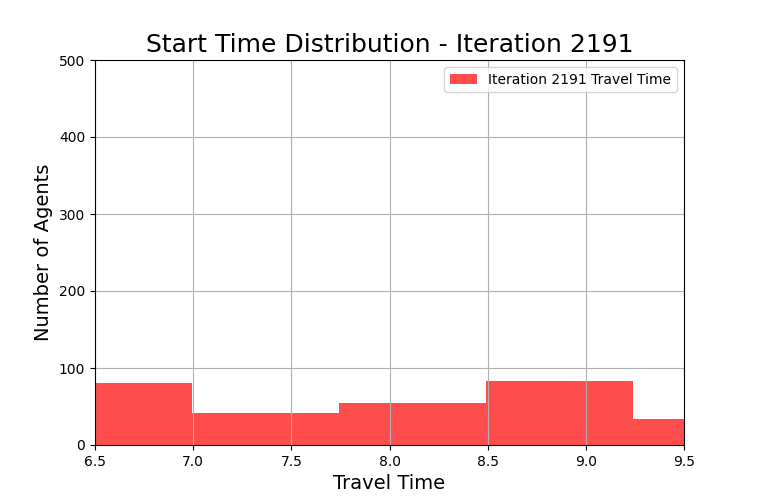 Start Time Distribution - Iteration 2191
Iteration 2191 Travel Time
Number of Agents
500
400
300
200
100
0
6.5 7.0 7.5 8.0 8.5 9.0 9.5
Travel Time